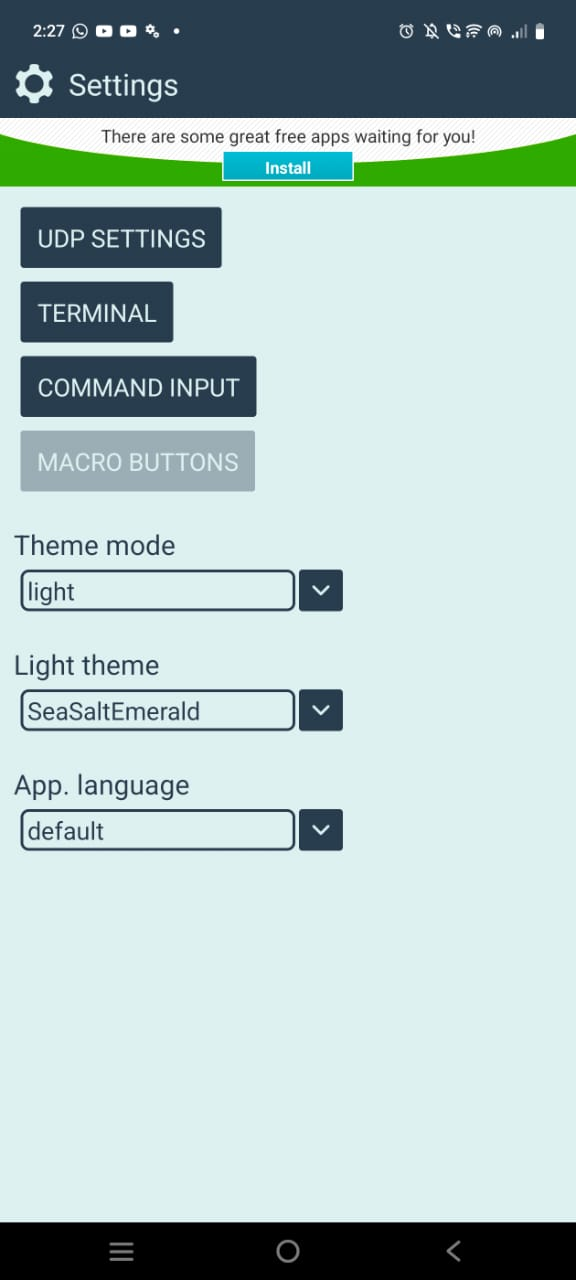 2:27
Settings
There are some great free apps waiting for you!
Install
UDP SETTINGS
TERMINAL
COMMAND INPUT
MACRO BUTTONS
Theme mode
light
Light theme
SeaSaltEmerald
App. language
default